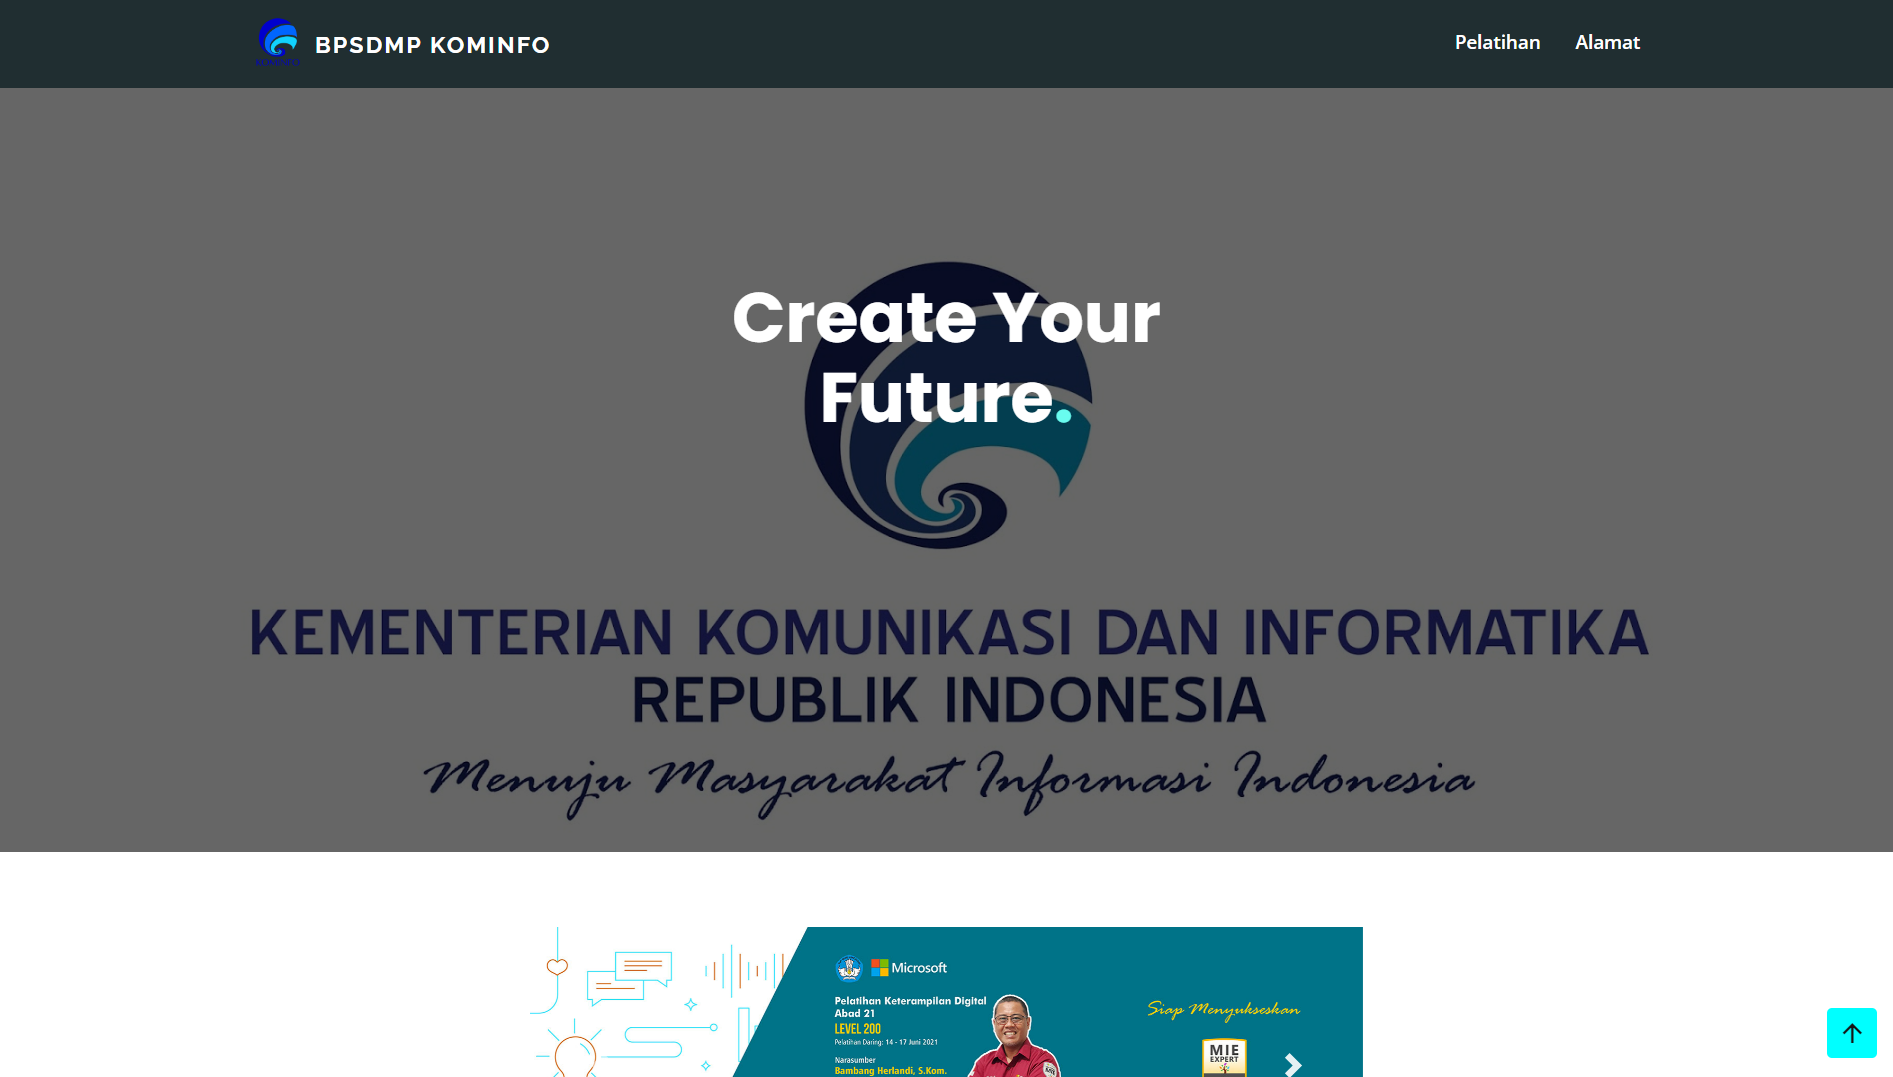 KOMINFO
BPSDMP KOMINFO
Pelatihan
Alamat
Create Your
Future.
KEMENTERIAN KOMUNIKASI DAN INFORMATIKA
REPUBLIK INDONESIA
Menuju Masyarakat Informasi Indonesia
Microsoft
Pelatihan Keterampilan Digital
Abad 21
LEVEL 200
Pelatihan Daring: 14 - 17 Juni 2021
Narasumber
Bambang Herlandi, S.Kom.
Siap Menyukseskan
MIE
EXPERT